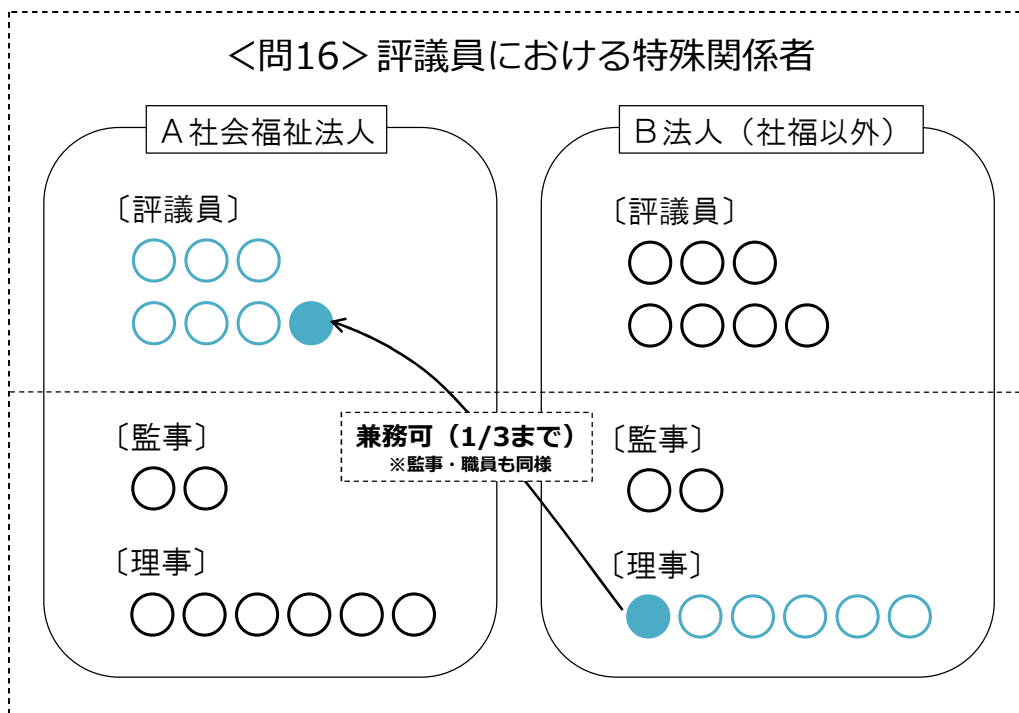 ＜問16＞評議員における特殊関係者
Ａ社会福祉法人
Ｂ法人（社福以外）
〔評議員〕
〔評議員〕
兼務可（1/3まで）
※監事・職員も同様
〔監事〕
〔監事〕
〔理事〕
〔理事〕